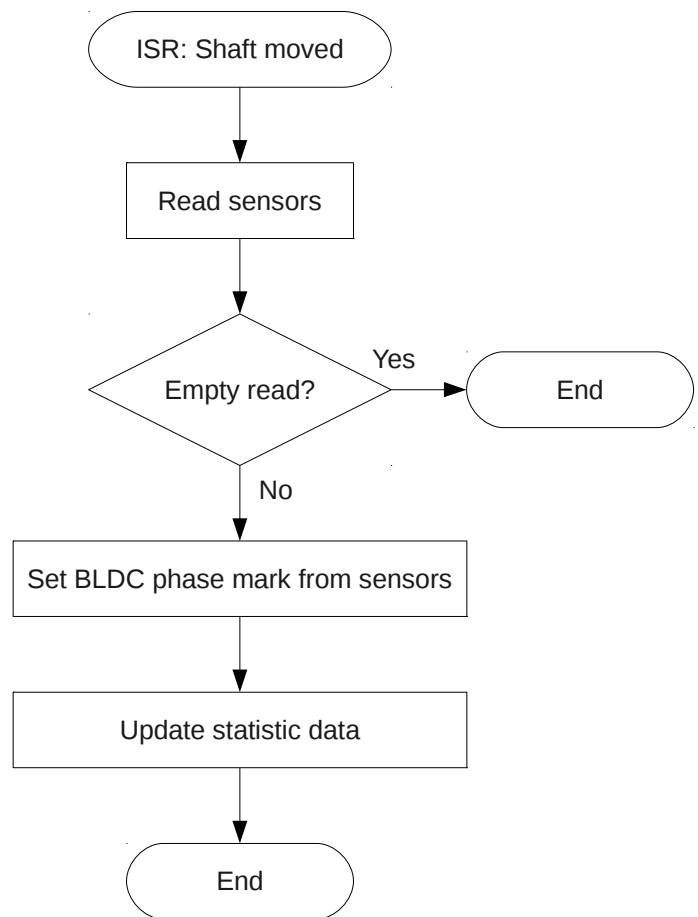 ISR: Shaft moved
Read sensors
Empty read?
Yes
End
No
Set BLDC phase mark from sensors
Update statistic data
End